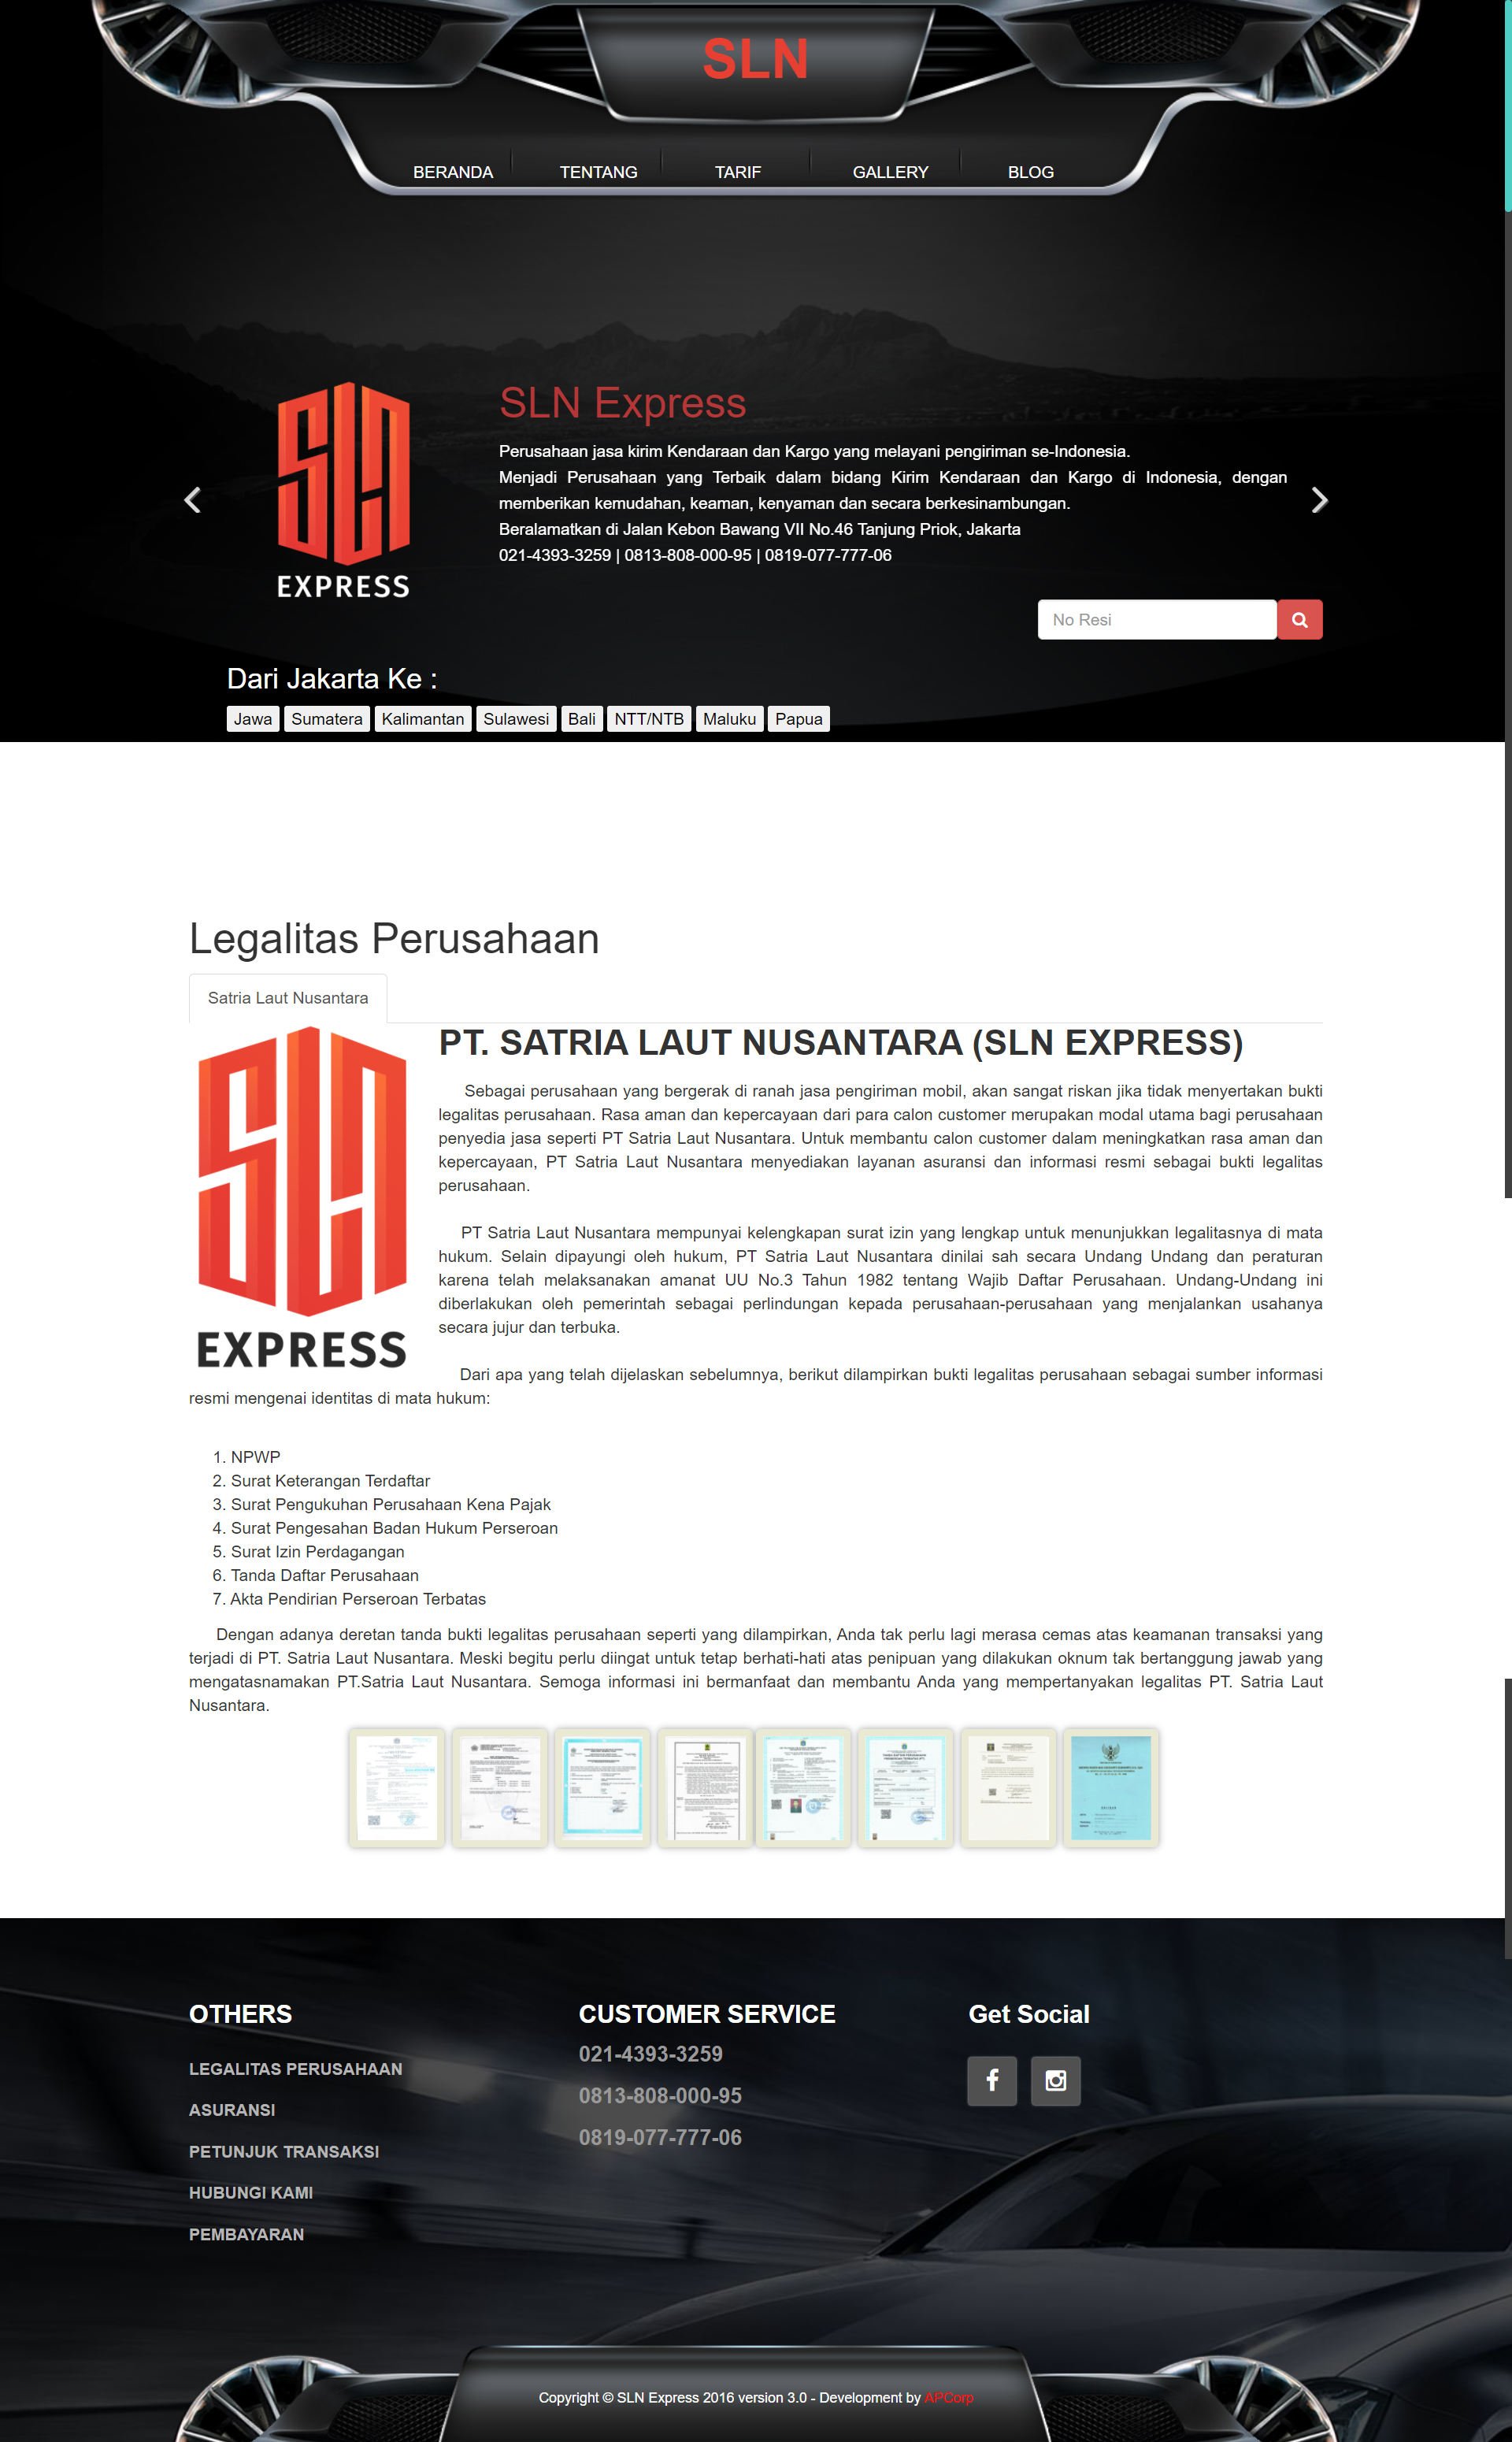 SLN
BERANDA
TENTANG
TARIF
GALLERY
BLOG
SLN
EXPRESS
SLN Express
Perusahaan jasa kirim Kendaraan dan Kargo yang melayani pengiriman se-Indonesia.
Menjadi Perusahaan yang Terbaik dalam bidang Kirim Kendaraan dan Kargo di Indonesia, dengan
memberikan kemudahan, keaman, kenyaman dan secara berkesinambungan.
Beralamatkan di Jalan Kebon Bawang VII No.46 Tanjung Priok, Jakarta
021-4393-3259 | 0813-808-000-95 | 0819-077-777-06
No Resi
Dari Jakarta Ke :
Jawa Sumatera Kalimantan Sulawesi Bali NTT/NTB Maluku Papua
Legalitas Perusahaan
Satria Laut Nusantara
SLN
EXPRESS
PT. SATRIA LAUT NUSANTARA (SLN EXPRESS)
Sebagai perusahaan yang bergerak di ranah jasa pengiriman mobil, akan sangat riskan jika tidak menyertakan bukti
legalitas perusahaan. Rasa aman dan kepercayaan dari para calon customer merupakan modal utama bagi perusahaan
penyedia jasa seperti PT Satria Laut Nusantara. Untuk membantu calon customer dalam meningkatkan rasa aman dan
kepercayaan, PT Satria Laut Nusantara menyediakan layanan asuransi dan informasi resmi sebagai bukti legalitas
perusahaan.
PT Satria Laut Nusantara mempunyai kelengkapan surat izin yang lengkap untuk menunjukkan legalitasnya di mata
hukum. Selain dipayungi oleh hukum, PT Satria Laut Nusantara dinilai sah secara Undang Undang dan peraturan
karena telah melaksanakan amanat UU No.3 Tahun 1982 tentang Wajib Daftar Perusahaan. Undang-Undang ini
diberlakukan oleh pemerintah sebagai perlindungan kepada perusahaan-perusahaan yang menjalankan usahanya
secara jujur dan terbuka.
Dari apa yang telah dijelaskan sebelumnya, berikut dilampirkan bukti legalitas perusahaan sebagai sumber informasi
resmi mengenai identitas di mata hukum:
1. NPWP
2. Surat Keterangan Terdaftar
3. Surat Pengukuhan Perusahaan Kena Pajak
4. Surat Pengesahan Badan Hukum Perseroan
5. Surat Izin Perdagangan
6. Tanda Daftar Perusahaan
7. Akta Pendirian Perseroan Terbatas
Dengan adanya deretan tanda bukti legalitas perusahaan seperti yang dilampirkan, Anda tak perlu lagi merasa cemas atas keamanan transaksi yang
terjadi di PT. Satria Laut Nusantara. Meski begitu perlu diingat untuk tetap berhati-hati atas penipuan yang dilakukan oknum tak bertanggung jawab yang
mengatasnamakan PT.Satria Laut Nusantara. Semoga informasi ini bermanfaat dan membantu Anda yang mempertanyakan legalitas PT. Satria Laut
Nusantara.
OTHERS
LEGALITAS PERUSAHAAN
ASURANSI
PETUNJUK TRANSAKSI
HUBUNGI KAMI
PEMBAYARAN
CUSTOMER SERVICE
021-4393-3259
0813-808-000-95
0819-077-777-06
Get Social
Copyright © SLN Express 2016 version 3.0 - Development by APCorp